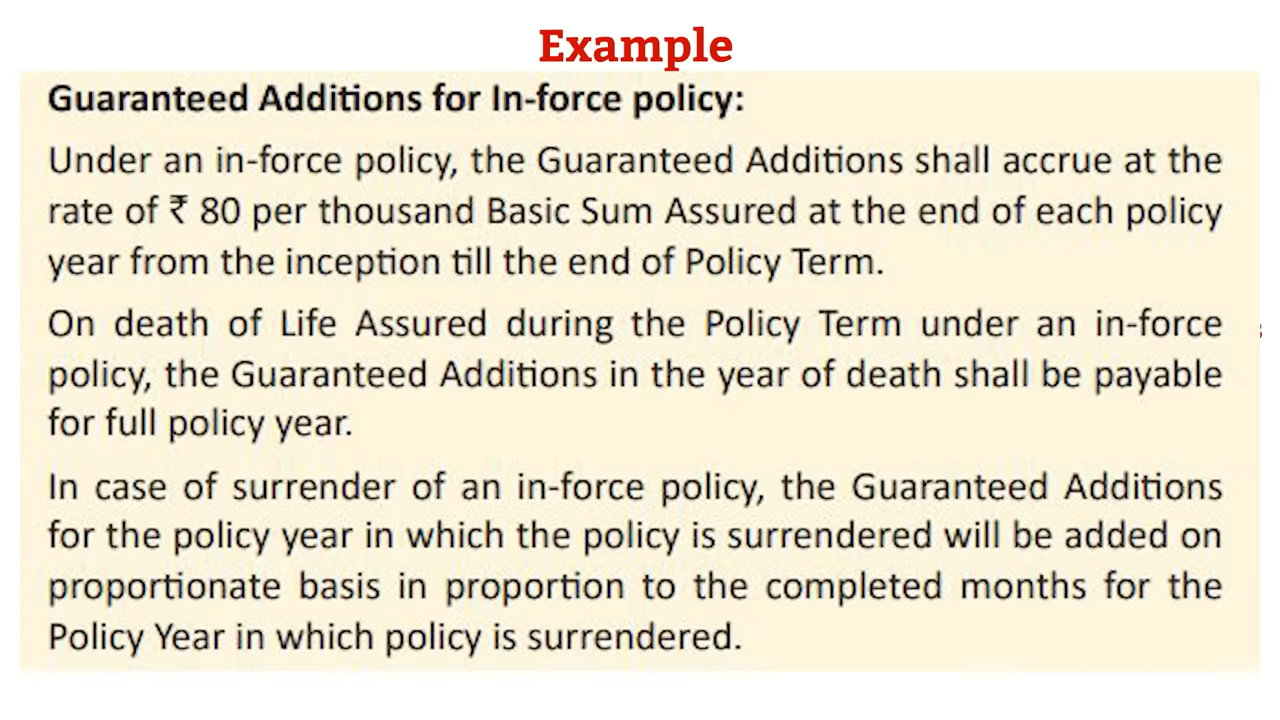 Example
Guaranteed Additions for In-force policy:
Under an in-force policy, the Guaranteed Additions shall accrue at the
rate of ₹ 80 per thousand Basic Sum Assured at the end of each policy
year from the inception till the end of Policy Term.
On death of Life Assured during the Policy Term under an in-force
policy, the Guaranteed Additions in the year of death shall be payable
for full policy year.
In case of surrender of an in-force policy, the Guaranteed Additions
for the policy year in which the policy is surrendered will be added on
proportionate basis in proportion to the completed months for the
Policy Year in which policy is surrendered.